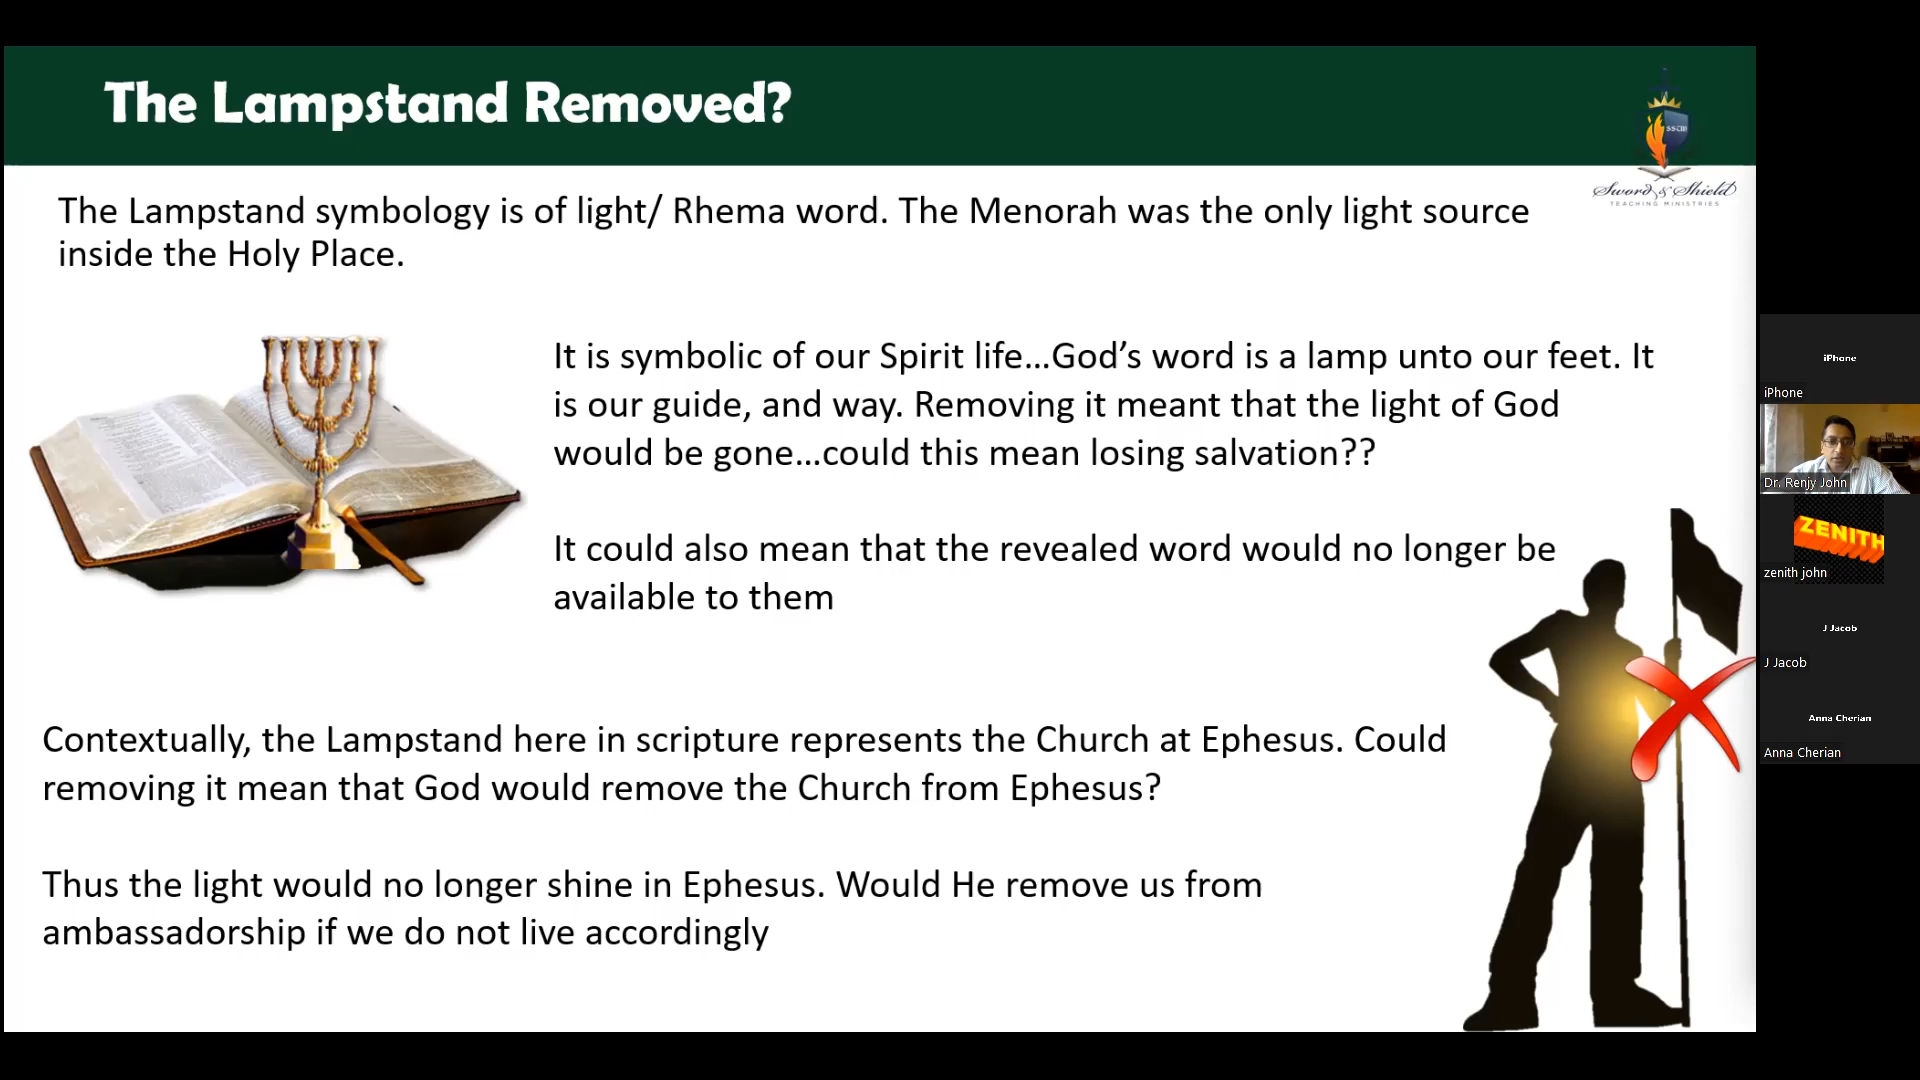 The Lampstand Removed?
SSTM
Sword & Shield
TEACHING MINISTRIES
The Lampstand symbology is of light/ Rhema word. The Menorah was the only light source
inside the Holy Place.
It is symbolic of our Spirit life...God’s word is a lamp unto our feet. It
is our guide, and way. Removing it meant that the light of God
would be gone...could this mean losing salvation??
It could also mean that the revealed word would no longer be
available to them
Contextually, the Lampstand here in scripture represents the Church at Ephesus. Could
removing it mean that God would remove the Church from Ephesus?
Thus the light would no longer shine in Ephesus. Would He remove us from
ambassadorship if we do not live accordingly
iPhone
iPhone
Dr. Renjy John
ZENITH
zenith john
J Jacob
J Jacob
Anna Cherian
Anna Cherian